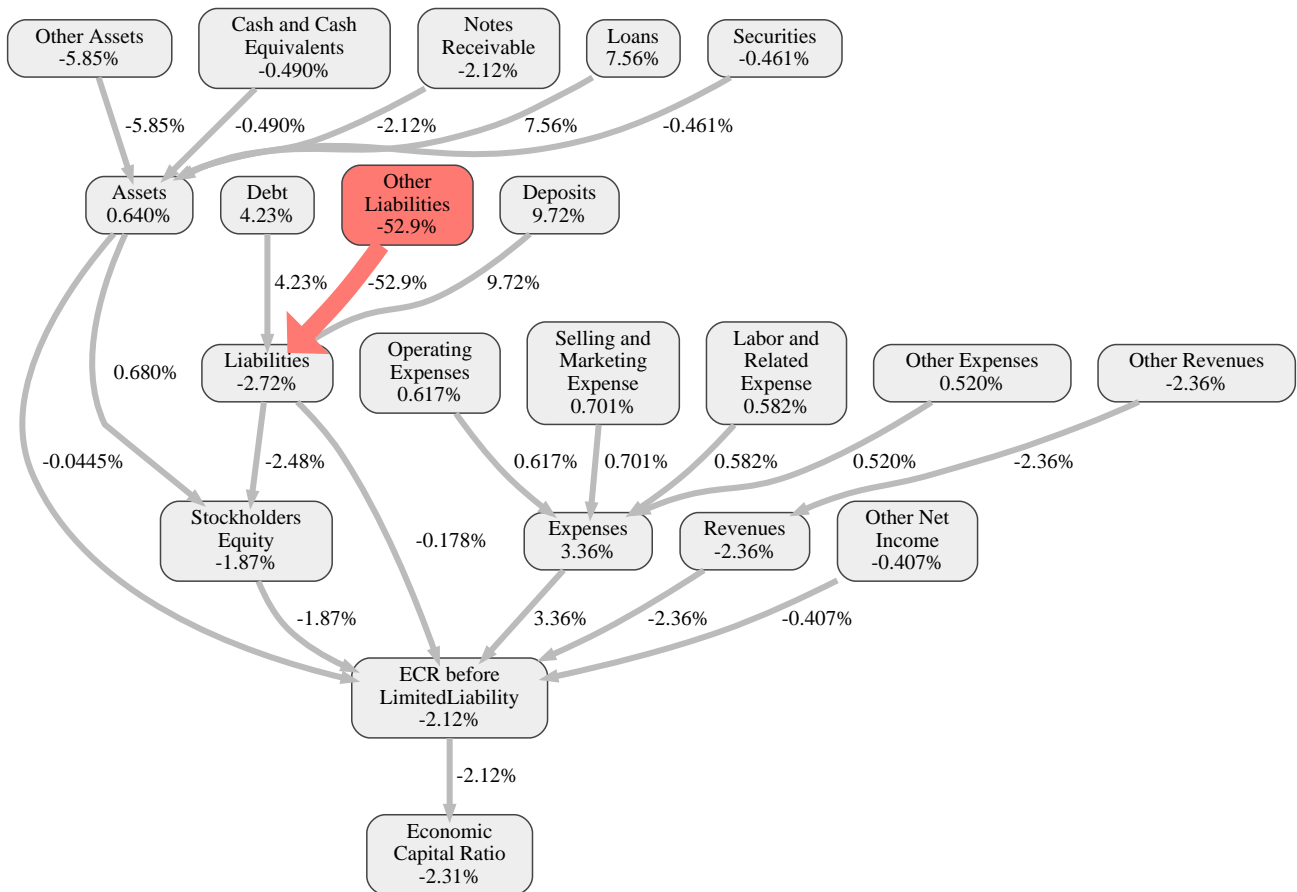 Other Assets
-5.85%
Cash and Cash
Equivalents
-0.490%
Notes
Receivable
-2.12%
Loans
7.56%
Securities
-0.461%
-5.85%
-0.490%
-2.12%
7.56%
-0.461%
Assets
0.640%
Debt
4.23%
Other
Liabilities
-52.9%
Deposits
9.72%
4.23%
-52.9%
9.72%
Liabilities
-2.72%
Operating
Expenses
0.617%
Selling and
Marketing
Expense
0.701%
Labor and
Related
Expense
0.582%
Other Expenses
0.520%
Other Revenues
-2.36%
0.680%
-0.0445%
-2.48%
0.617%
0.701%
0.582%
0.520%
-2.36%
Stockholders
Equity
-1.87%
-0.178%
Expenses
3.36%
Revenues
-2.36%
Other Net
Income
-0.407%
-1.87%
3.36%
-2.36%
-0.407%
ECR before
LimitedLiability
-2.12%
-2.12%
Economic
Capital Ratio
-2.31%